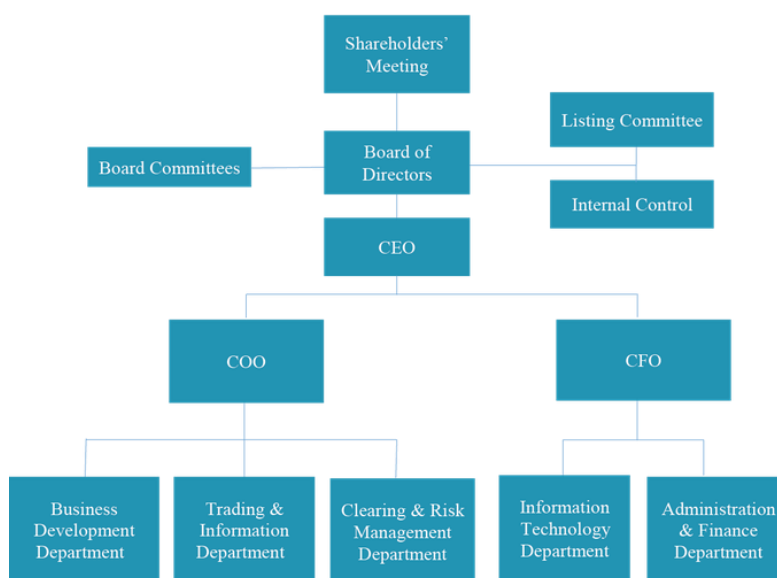 Shareholders’
Meeting
Listing Committee
Board Committees
Board of
Directors
Internal Control
CEO
COO
CFO
Business
Development
Department
Trading &
Information
Department
Clearing & Risk
Management
Department
Information
Technology
Department
Administration
& Finance
Department